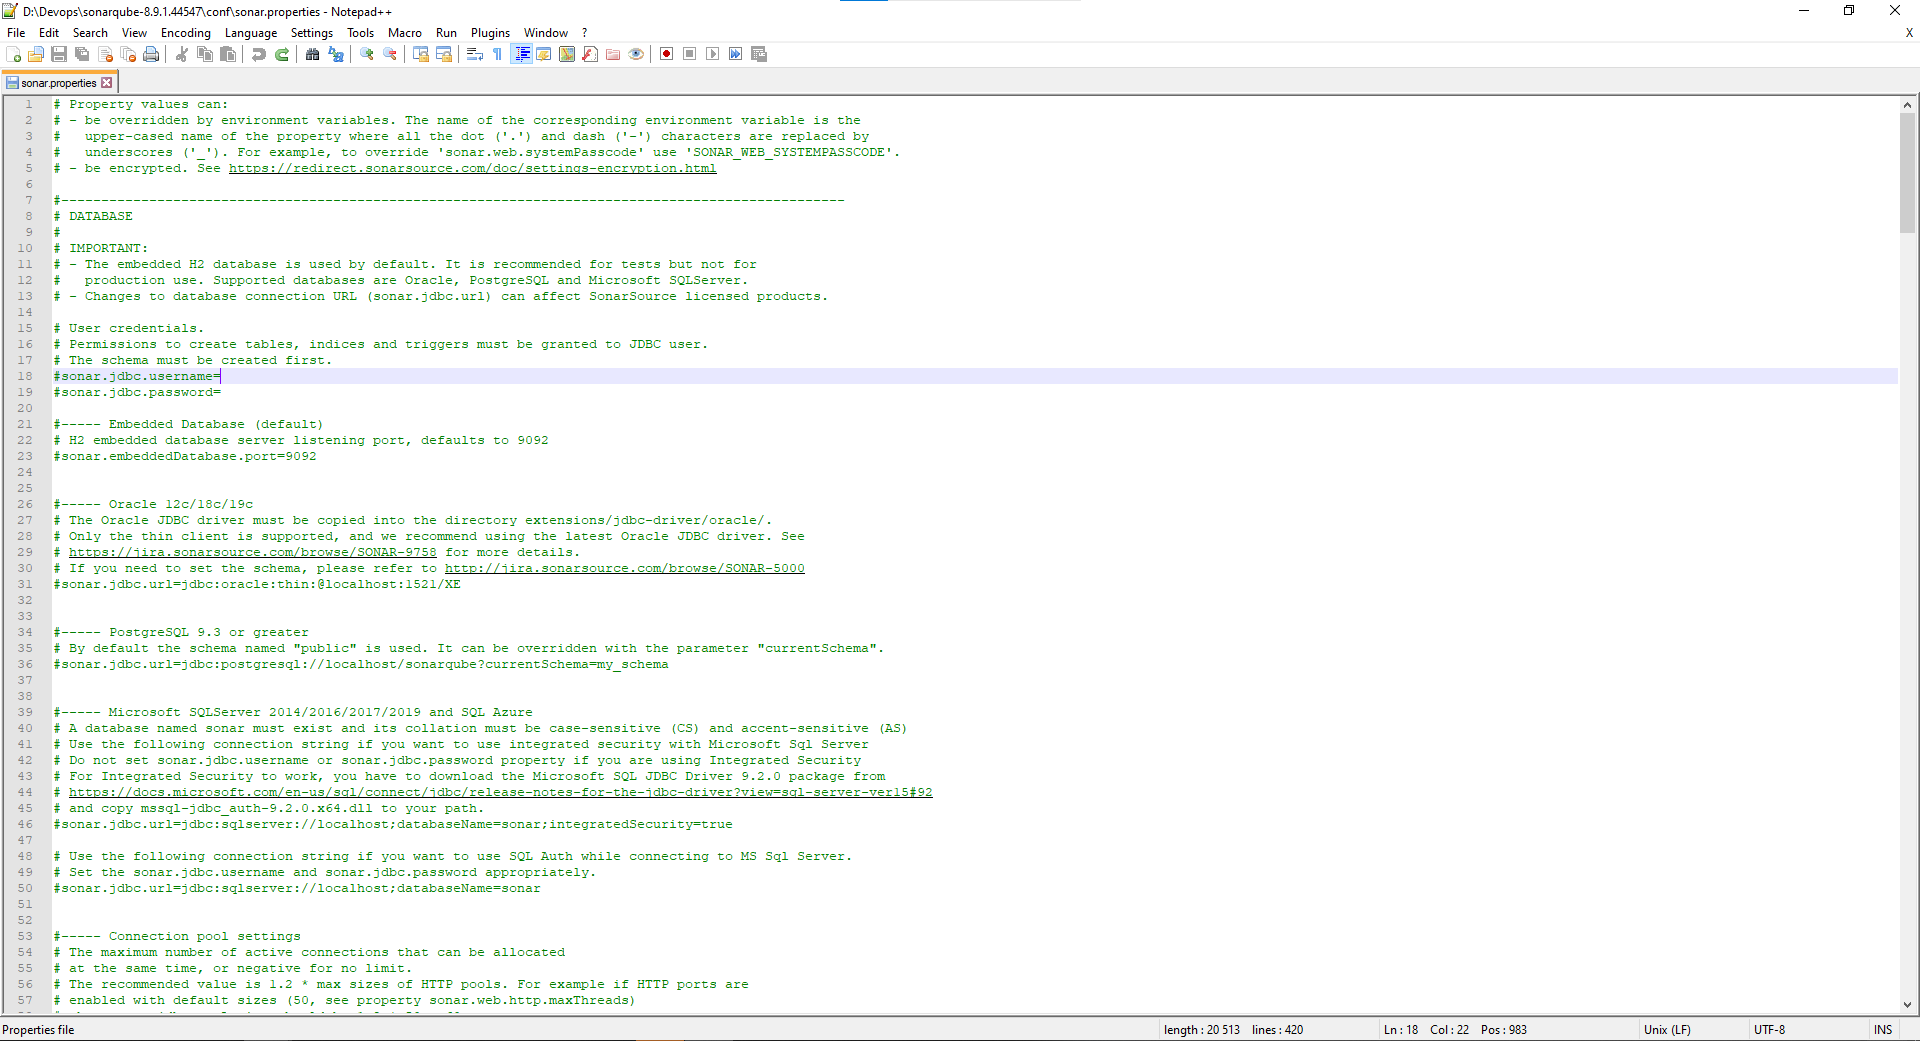 D:\Devops\sonarqube-8.9.1.44547\conf\sonar.properties - Notepad++
File Edit Search View Encoding Language Settings Tools Macro Run Plugins Window ? X
sonar.properties
1 # Property values can:
2 # - be overridden by environment variables. The name of the corresponding environment variable is the
3 #   upper-cased name of the property where all the dot ('.') and dash ('-') characters are replaced by
4 #   underscores ('_'). For example, to override 'sonar.web.systemPasscode' use 'SONAR_WEB_SYSTEMPASSCODE'.
5 # - be encrypted. See https://redirect.sonarsource.com/doc/settings-encryption.html
6
7 #--------------------------------------------------------------------------------------------------
8 # DATABASE
9 #
10 # IMPORTANT:
11 # - The embedded H2 database is used by default. It is recommended for tests but not for
12 #   production use. Supported databases are Oracle, PostgreSQL and Microsoft SQLServer.
13 # - Changes to database connection URL (sonar.jdbc.url) can affect SonarSource licensed products.
14
15 # User credentials.
16 # Permissions to create tables, indices and triggers must be granted to JDBC user.
17 # The schema must be created first.
18 #sonar.jdbc.username=
19 #sonar.jdbc.password=
20
21 #----- Embedded Database (default)
22 # H2 embedded database server listening port, defaults to 9092
23 #sonar.embeddedDatabase.port=9092
24
25
26 #----- Oracle 12c/18c/19c
27 # The Oracle JDBC driver must be copied into the directory extensions/jdbc-driver/oracle/.
28 # Only the thin client is supported, and we recommend using the latest Oracle JDBC driver. See
29 # https://jira.sonarsource.com/browse/SONAR-9758 for more details.
30 # If you need to set the schema, please refer to http://jira.sonarsource.com/browse/SONAR-5000
31 #sonar.jdbc.url=jdbc:oracle:thin:@localhost:1521/XE
32
33
34 #----- PostgreSQL 9.3 or greater
35 # By default the schema named "public" is used. It can be overridden with the parameter "currentSchema".
36 #sonar.jdbc.url=jdbc:postgresql://localhost/sonarqube?currentSchema=my_schema
37
38
39 #----- Microsoft SQLServer 2014/2016/2017/2019 and SQL Azure
40 # A database named sonar must exist and its collation must be case-sensitive (CS) and accent-sensitive (AS)
41 # Use the following connection string if you want to use integrated security with Microsoft Sql Server
42 # Do not set sonar.jdbc.username or sonar.jdbc.password property if you are using Integrated Security
43 # For Integrated Security to work, you have to download the Microsoft SQL JDBC Driver 9.2.0 package from
44 # https://docs.microsoft.com/en-us/sql/connect/jdbc/release-notes-for-the-jdbc-driver?view=sql-server-ver15#92
45 # and copy mssql-jdbc_auth-9.2.0.x64.dll to your path.
46 #sonar.jdbc.url=jdbc:sqlserver://localhost;databaseName=sonar;integratedSecurity=true
47
48 # Use the following connection string if you want to use SQL Auth while connecting to MS Sql Server.
49 # Set the sonar.jdbc.username and sonar.jdbc.password appropriately.
50 #sonar.jdbc.url=jdbc:sqlserver://localhost;databaseName=sonar
51
52
53 #----- Connection pool settings
54 # The maximum number of active connections that can be allocated
55 # at the same time, or negative for no limit.
56 # The recommended value is 1.2 * max sizes of HTTP pools. For example if HTTP ports are
57 # enabled with default sizes (50, see property sonar.web.http.maxThreads)
Properties file length : 20 513 lines : 420 Ln : 18 Col : 22 Pos : 983 Unix (LF) UTF-8 INS